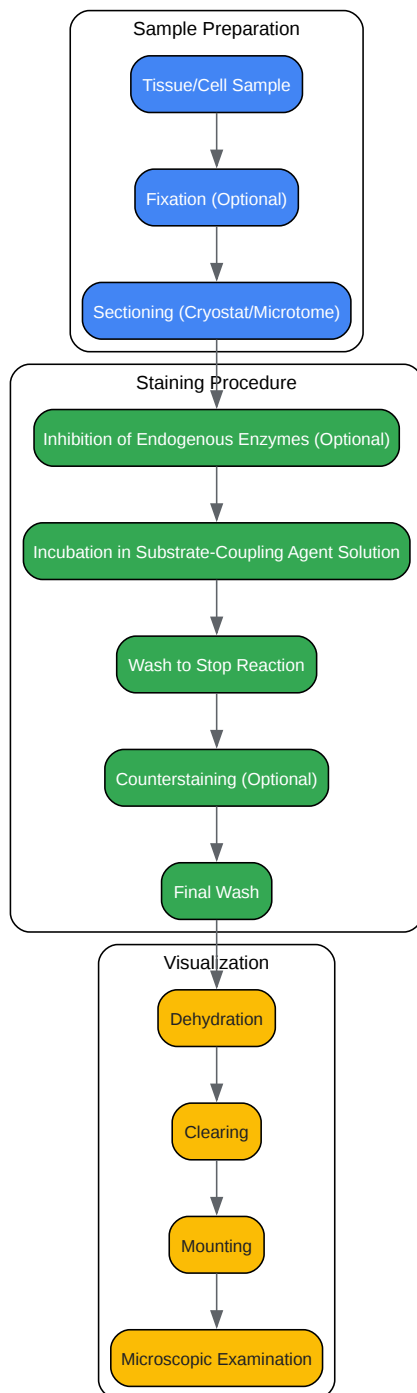 Sample Preparation
Tissue/Cell Sample
Fixation (Optional)
Sectioning (Cryostat/Microtome)
Staining Procedure
Inhibition of Endogenous Enzymes (Optional)
Incubation in Substrate-Coupling Agent Solution
Wash to Stop Reaction
Counterstaining (Optional)
Final Wash
Visualization
Dehydration
Clearing
Mounting
Microscopic Examination